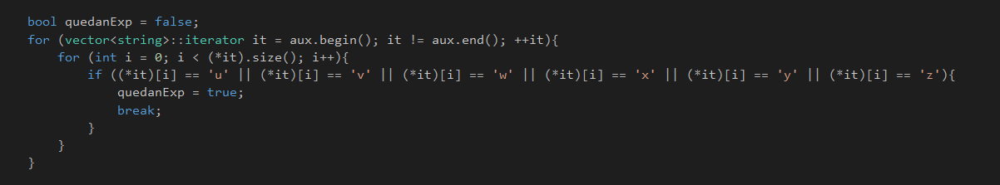 bool quedanExp = false;
for (vector<string>::iterator it = aux.begin(); it != aux.end(); ++it){
    for (int i = 0; i < (*it).size(); i++){
        if ((*it)[i] == 'u' || (*it)[i] == 'v' || (*it)[i] == 'w' || (*it)[i] == 'x' || (*it)[i] == 'y' || (*it)[i] == 'z'){
            quedanExp = true;
            break;
        }
    }
}